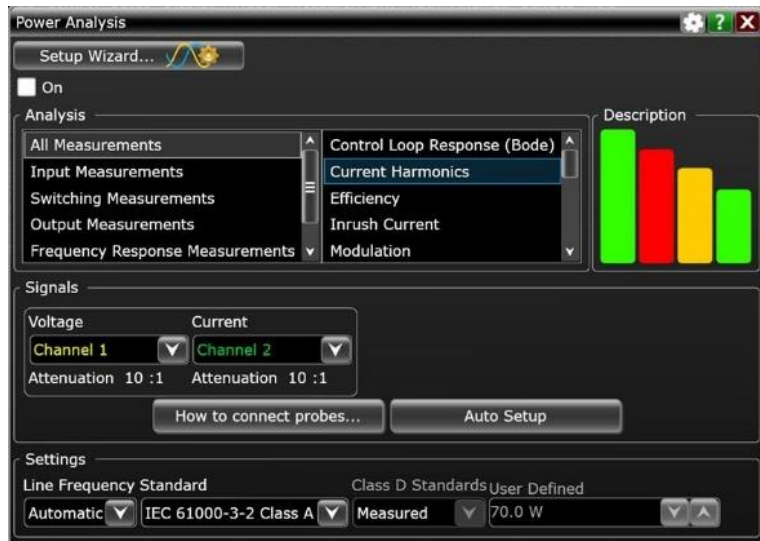 Power Analysis
?
X
Setup Wizard...
On
Analysis
All Measurements
Input Measurements
Switching Measurements
Output Measurements
Frequency Response Measurements
Control Loop Response (Bode)
Current Harmonics
Efficiency
Inrush Current
Modulation
Description
Signals
Voltage Current
Channel 1 Channel 2
Attenuation 10 :1 Attenuation 10 :1
How to connect probes... Auto Setup
Settings
Line Frequency Standard Class D Standards User Defined
Automatic IEC 61000-3-2 Class A Measured 70.0 W